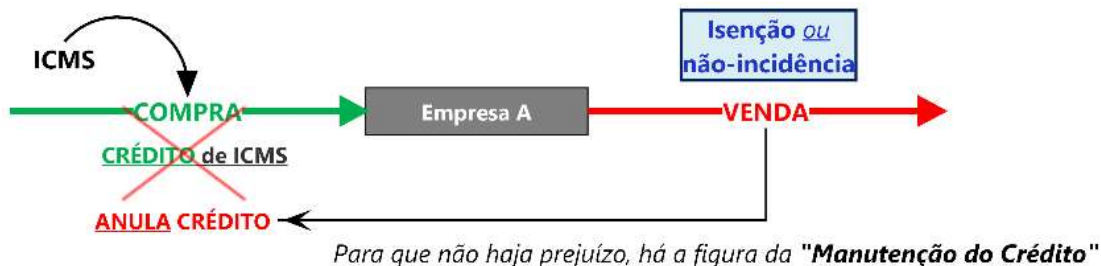 Isenção ou
não-incidência
ICMS
COMPRA
Empresa A
VENDA
CRÉDITO de ICMS
ANULA CRÉDITO
Para que não haja prejuízo, há a figura da "Manutenção do Crédito"